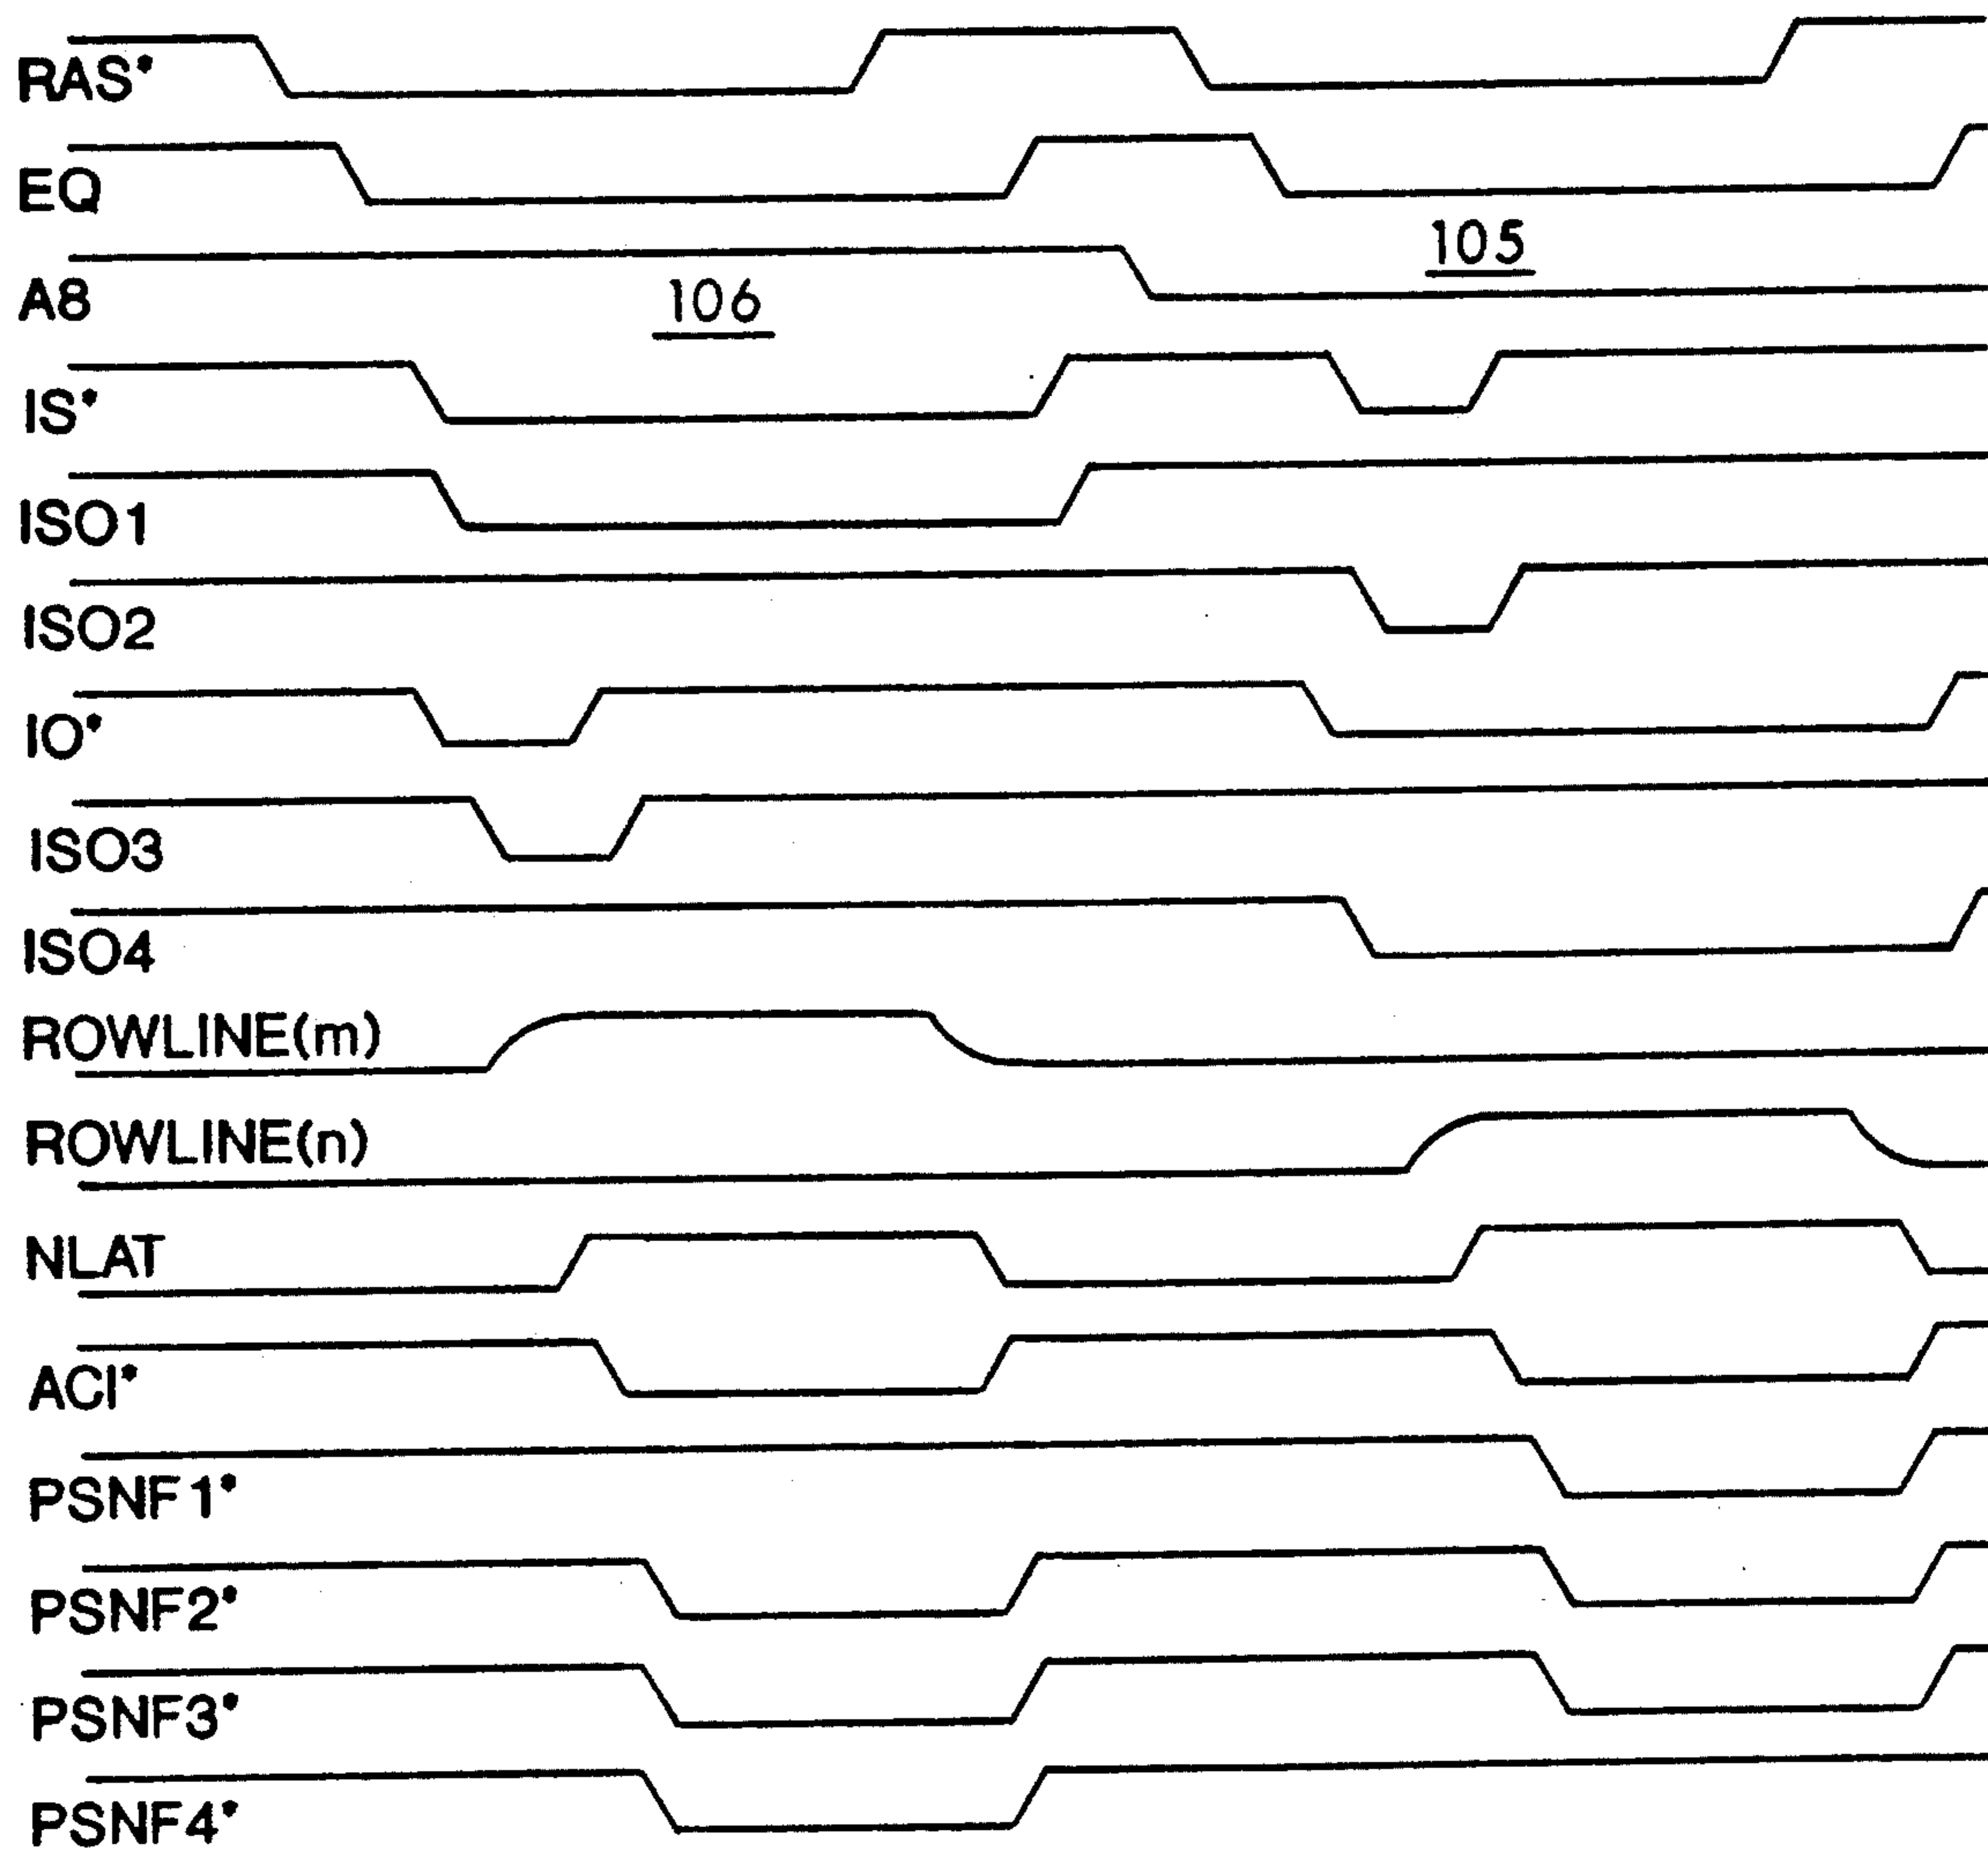 RAS*
EQ
105
A8
106
IS*
ISO1
ISO2
IO*
ISO3
ISO4
ROWLINE(m)
ROWLINE(n)
NLAT
ACI*
PSNF1*
PSNF2*
PSNF3*
PSNF4*